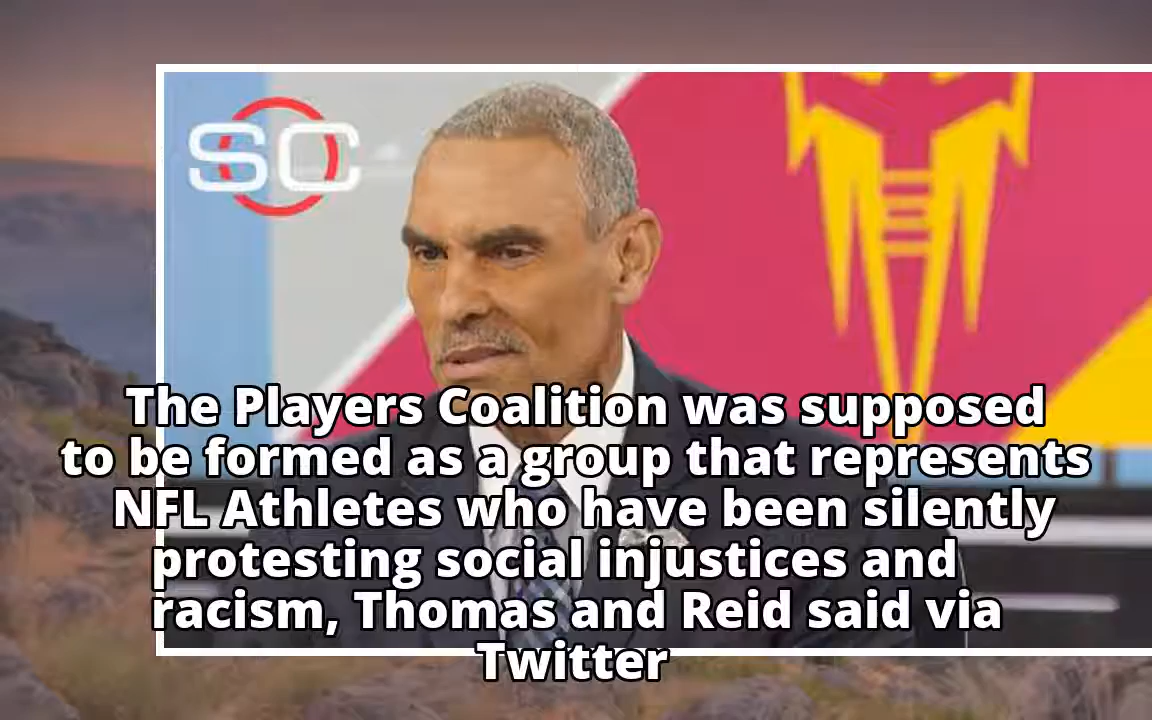 SC
The Players Coalition was supposed
to be formed as a group that represents
NFL Athletes who have been silently
protesting social injustices and
racism, Thomas and Reid said via
Twitter